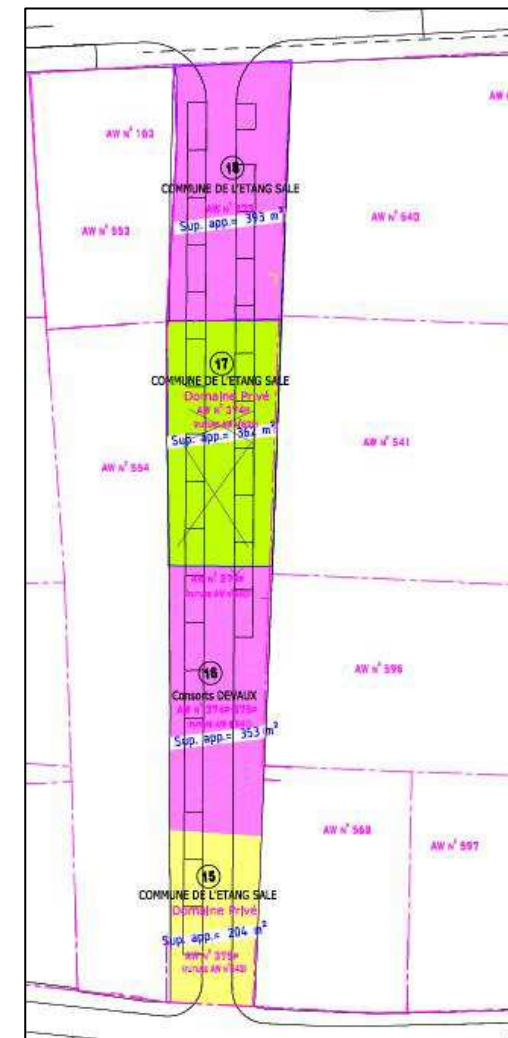 AW N° 163
18
COMMUNE DE L'ETANG SALE
Sup. app.= 393 m²
AW N° 553
AW N° 540
17
COMMUNE DE L'ETANG SALE
Domaine Privé
Sup. app.= 362 m²
AW N° 554
AW N° 541
16
Consorts DEVAUX
Sup. app.= 353 m²
AW N° 596
AW N° 568
AW N° 597
15
COMMUNE DE L'ETANG SALE
Domaine Privé
Sup. app.= 204 m²